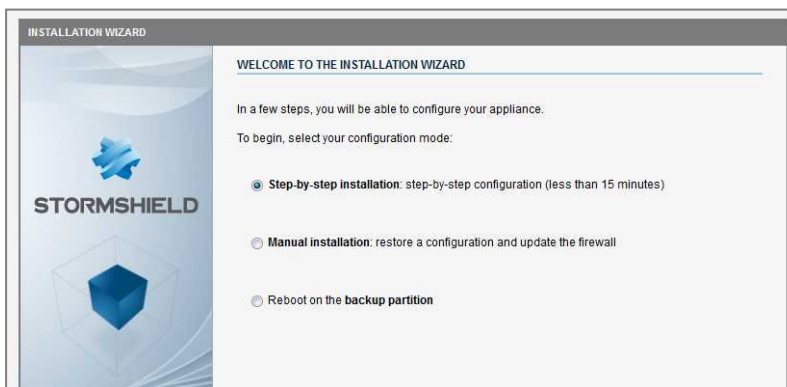 INSTALLATION WIZARD
WELCOME TO THE INSTALLATION WIZARD
In a few steps, you will be able to configure your appliance.
To begin, select your configuration mode:
Step-by-step installation: step-by-step configuration (less than 15 minutes)
STORMSHIELD
Manual installation: restore a configuration and update the firewall
Reboot on the backup partition